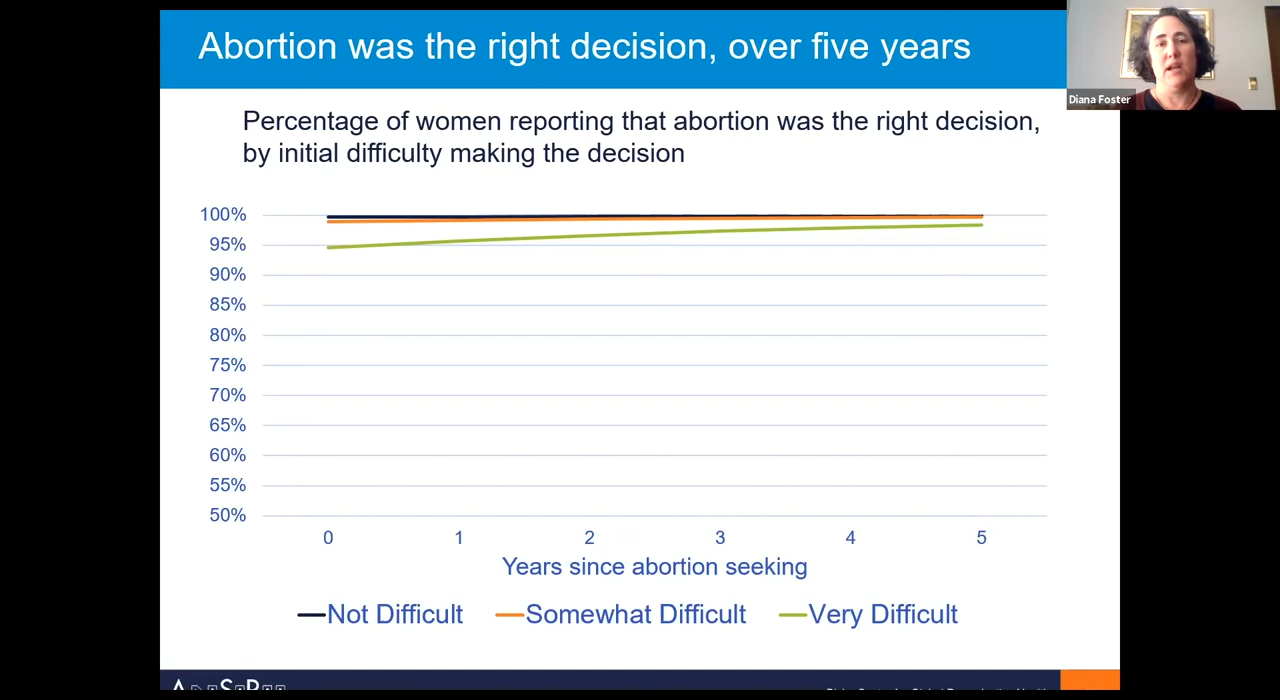 Abortion was the right decision, over five years
Diana Foster
Percentage of women reporting that abortion was the right decision,
by initial difficulty making the decision
100%
95%
90%
85%
80%
75%
70%
65%
60%
55%
50%
0 1 2 3 4 5
Years since abortion seeking
Not Difficult Somewhat Difficult Very Difficult